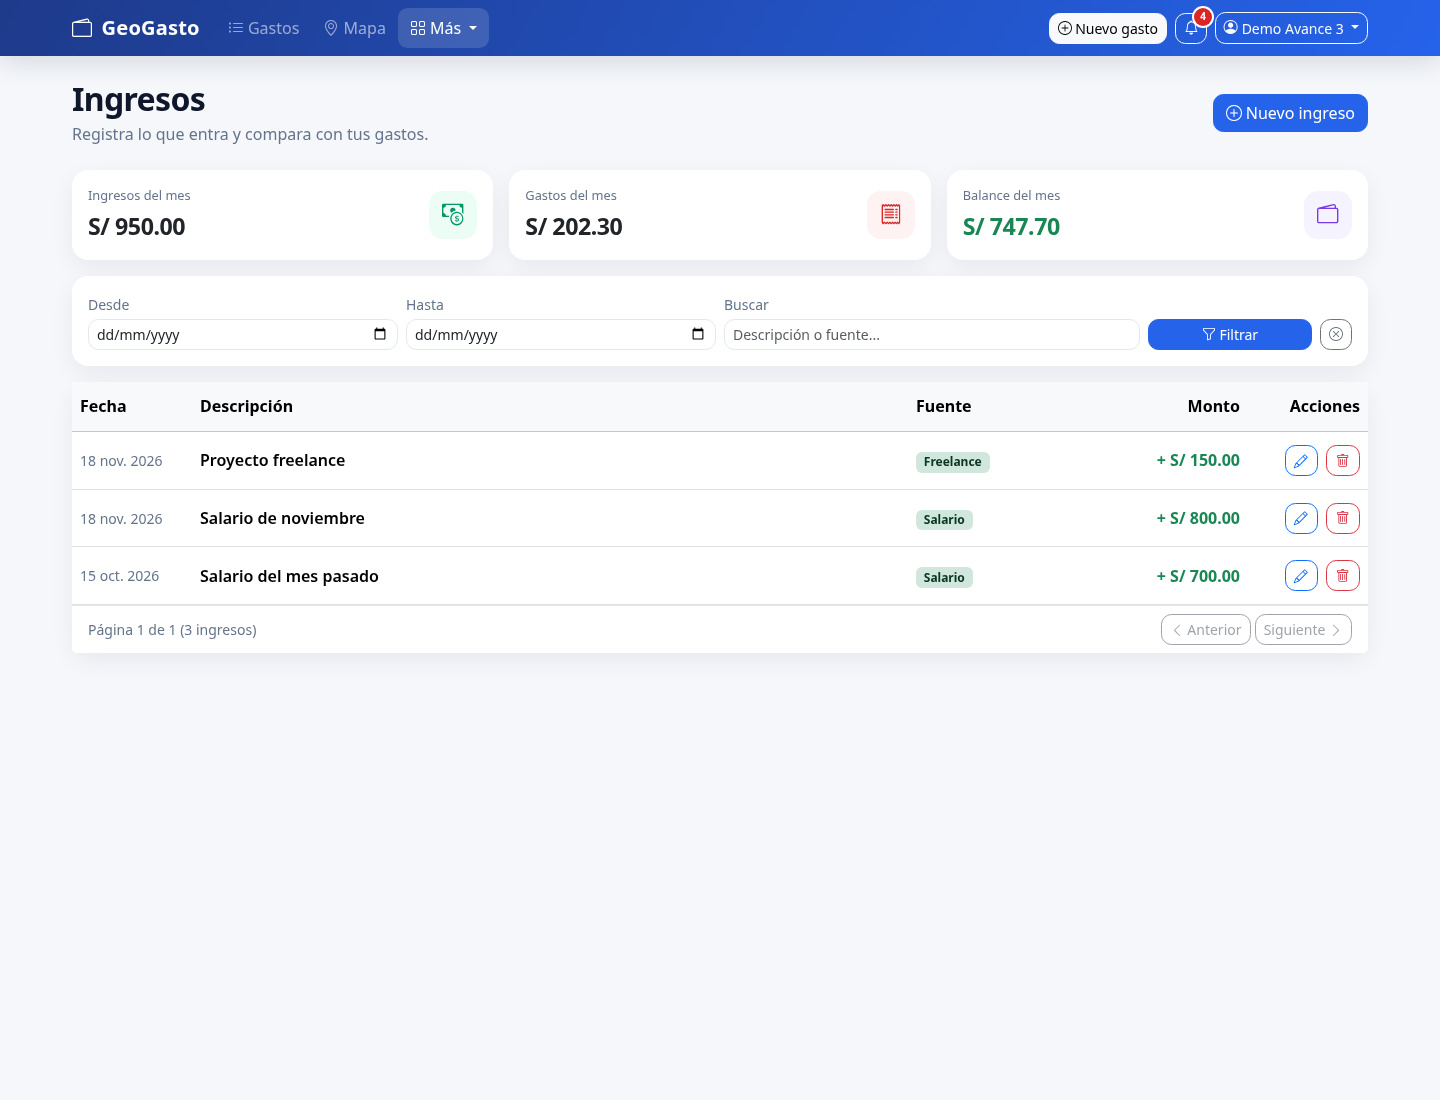 GeoGasto Gastos Mapa Más Nuevo gasto 4 Demo Avance 3
Ingresos
Registra lo que entra y compara con tus gastos.
Nuevo ingreso
Ingresos del mes
S/ 950.00
Gastos del mes
S/ 202.30
Balance del mes
S/ 747.70
Desde Hasta Buscar
dd/mm/yyyy dd/mm/yyyy Descripción o fuente... Filtrar
Fecha Descripción Fuente Monto Acciones
18 nov. 2026 Proyecto freelance Freelance + S/ 150.00
18 nov. 2026 Salario de noviembre Salario + S/ 800.00
15 oct. 2026 Salario del mes pasado Salario + S/ 700.00
Página 1 de 1 (3 ingresos) Anterior Siguiente